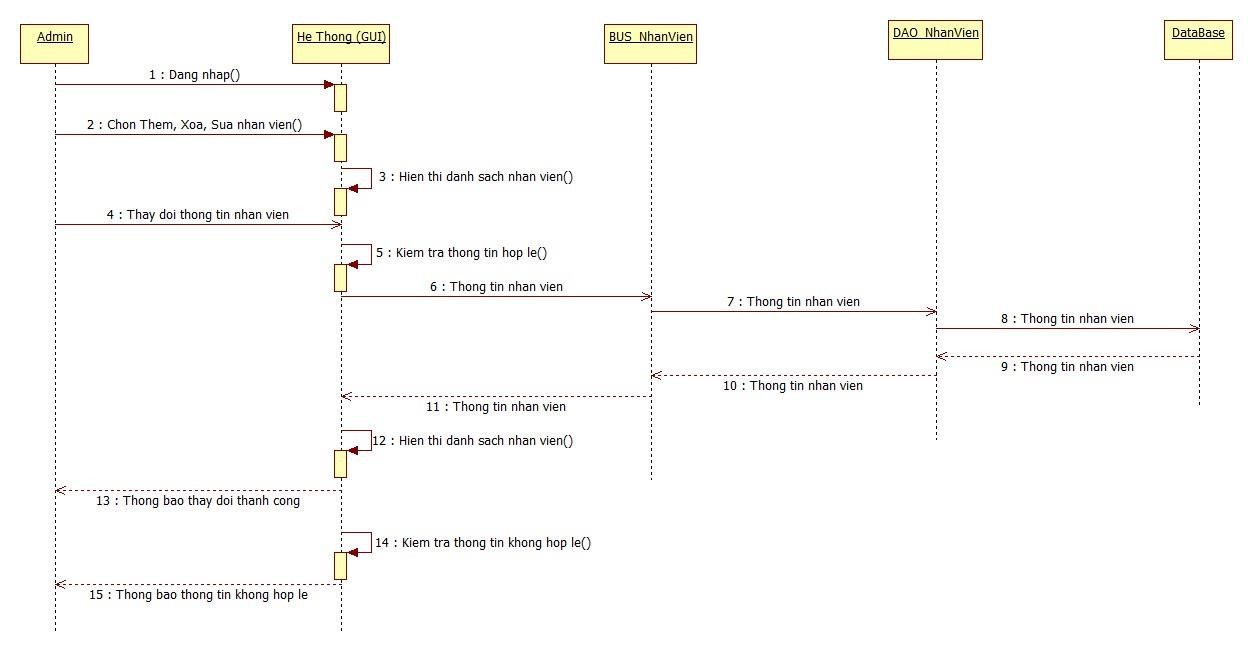 Admin
He Thong (GUI)
BUS_NhanVien
DAO_NhanVien
DataBase
1 : Dang nhap()
2 : Chon Them, Xoa, Sua nhan vien()
3 : Hien thi danh sach nhan vien()
4 : Thay doi thong tin nhan vien
5 : Kiem tra thong tin hop le()
6 : Thong tin nhan vien
7 : Thong tin nhan vien
8 : Thong tin nhan vien
9 : Thong tin nhan vien
10 : Thong tin nhan vien
11 : Thong tin nhan vien
12 : Hien thi danh sach nhan vien()
13 : Thong bao thay doi thanh cong
14 : Kiem tra thong tin khong hop le()
15 : Thong bao thong tin khong hop le